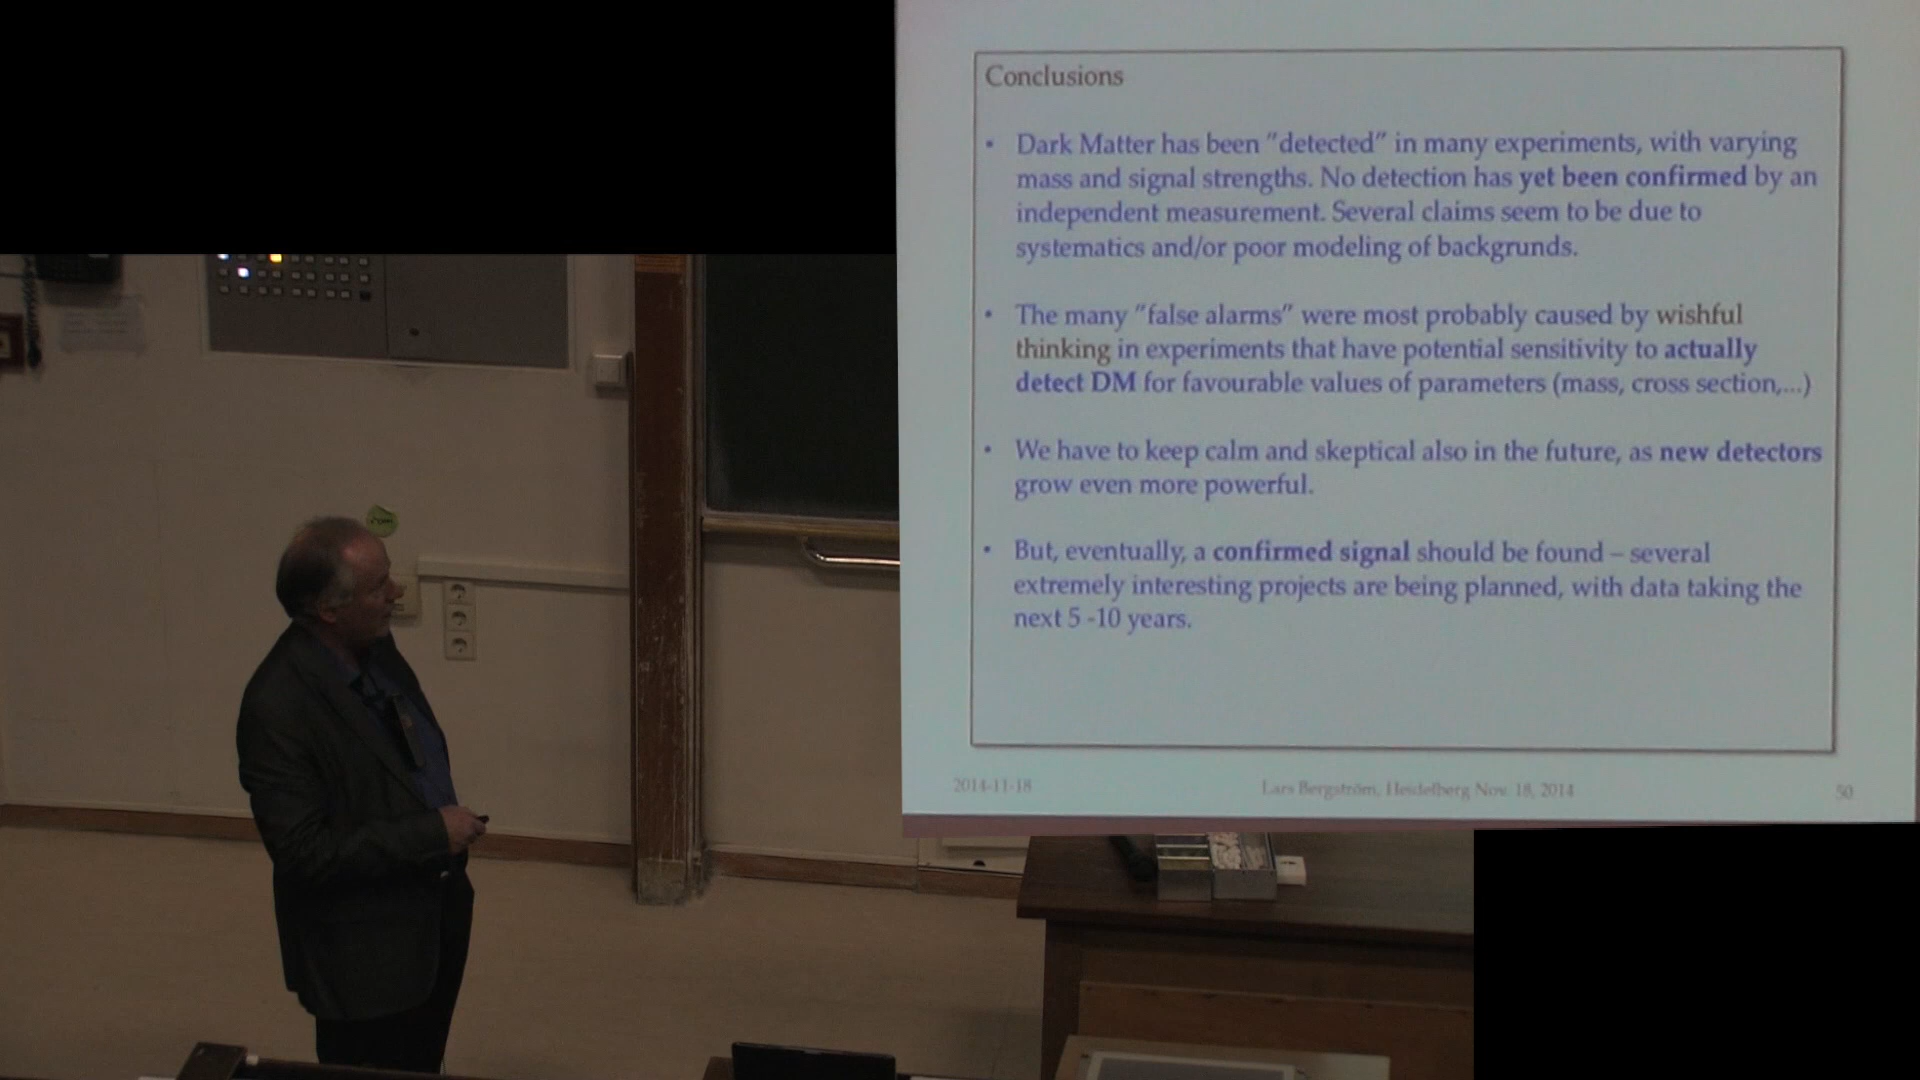 Conclusions
• Dark Matter has been "detected" in many experiments, with varying
mass and signal strengths. No detection has yet been confirmed by an
independent measurement. Several claims seem to be due to
systematics and/or poor modeling of backgrunds.
• The many "false alarms" were most probably caused by wishful
thinking in experiments that have potential sensitivity to actually
detect DM for favourable values of parameters (mass, cross section,...)
• We have to keep calm and skeptical also in the future, as new detectors
grow even more powerful.
• But, eventually, a confirmed signal should be found – several
extremely interesting projects are being planned, with data taking the
next 5 -10 years.
2014-11-18
Lars Bergström, Heidelberg Nov. 18, 2014
50